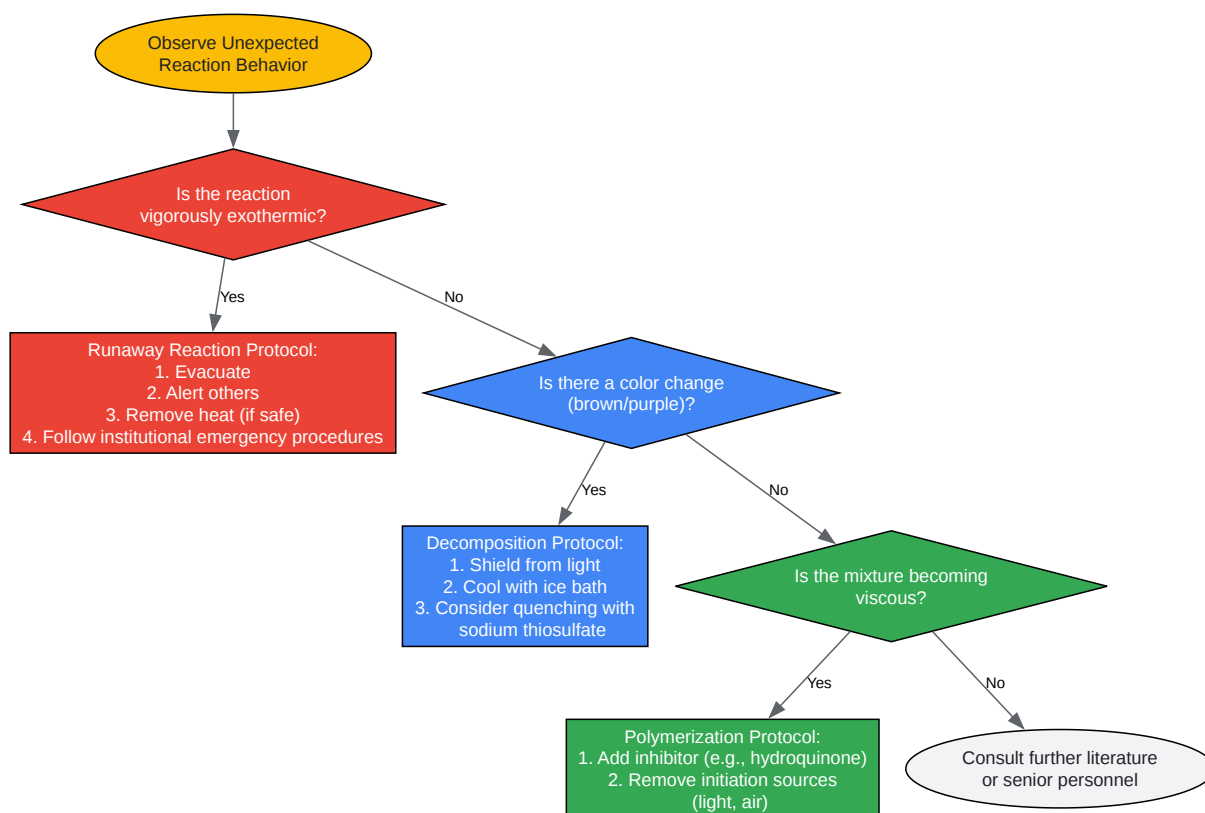 Observe Unexpected
Reaction Behavior
Is the reaction
vigorously exothermic?
Yes
No
Runaway Reaction Protocol:
1. Evacuate
2. Alert others
3. Remove heat (if safe)
4. Follow institutional emergency procedures
Is there a color change
(brown/purple)?
Yes
No
Decomposition Protocol:
1. Shield from light
2. Cool with ice bath
3. Consider quenching with
sodium thiosulfate
Is the mixture becoming
viscous?
Yes
No
Polymerization Protocol:
1. Add inhibitor (e.g., hydroquinone)
2. Remove initiation sources
(light, air)
Consult further literature
or senior personnel